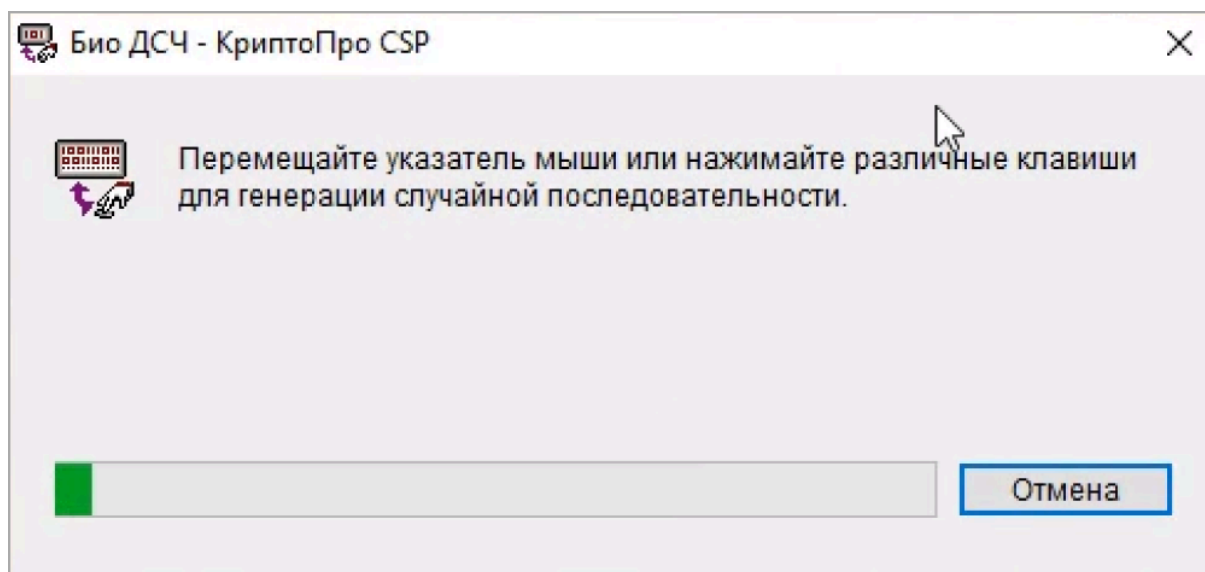 Био ДСЧ - КриптоПро CSP
Перемещайте указатель мыши или нажимайте различные клавиши
для генерации случайной последовательности.
Отмена